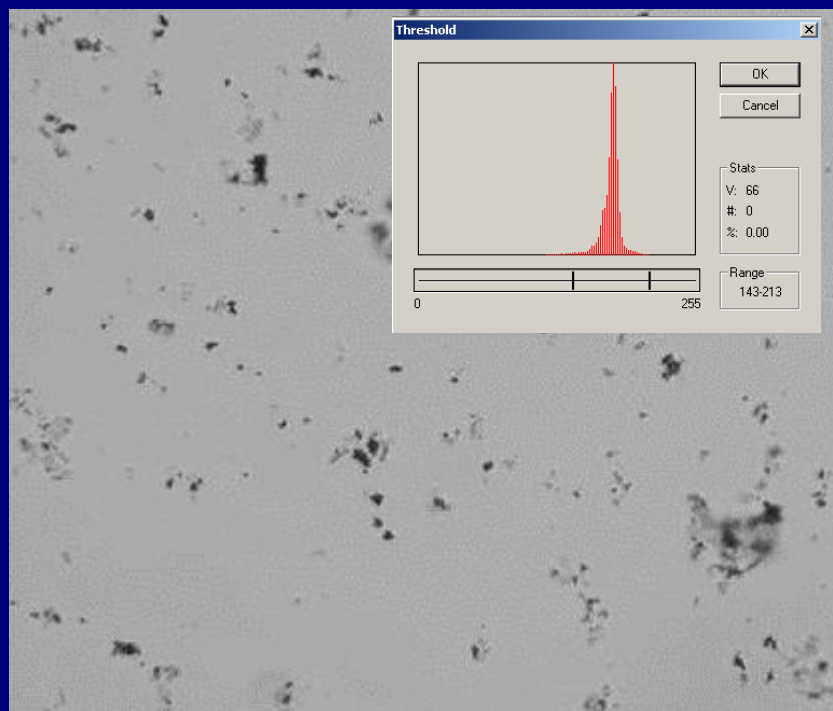 Threshold
OK
Cancel
Stats
V: 66
#: 0
%: 0.00
Range
143-213
0 255